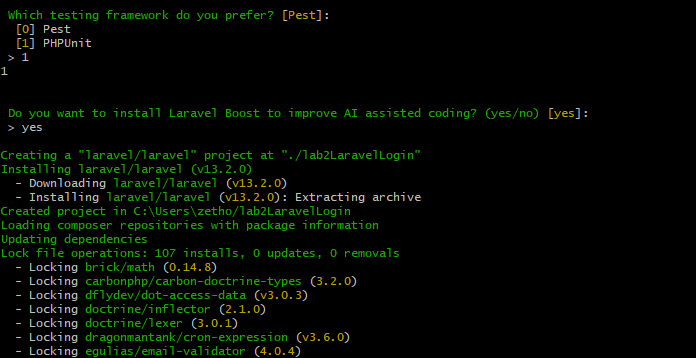 Which testing framework do you prefer? [Pest]:
[0] Pest
[1] PHPUnit
> 1
1
Do you want to install Laravel Boost to improve AI assisted coding? (yes/no) [yes]:
> yes
Creating a "laravel/laravel" project at "./lab2LaravelLogin"
Installing laravel/laravel (v13.2.0)
- Downloading laravel/laravel (v13.2.0)
- Installing laravel/laravel (v13.2.0): Extracting archive
Created project in C:\Users\zetho/lab2LaravelLogin
Loading composer repositories with package information
Updating dependencies
Lock file operations: 107 installs, 0 updates, 0 removals
- Locking brick/math (0.14.8)
- Locking carbonphp/carbon-doctrine-types (3.2.0)
- Locking dflydev/dot-access-data (v3.0.3)
- Locking doctrine/inflector (2.1.0)
- Locking doctrine/lexer (3.0.1)
- Locking dragonmantank/cron-expression (v3.6.0)
- Locking egulias/email-validator (4.0.4)